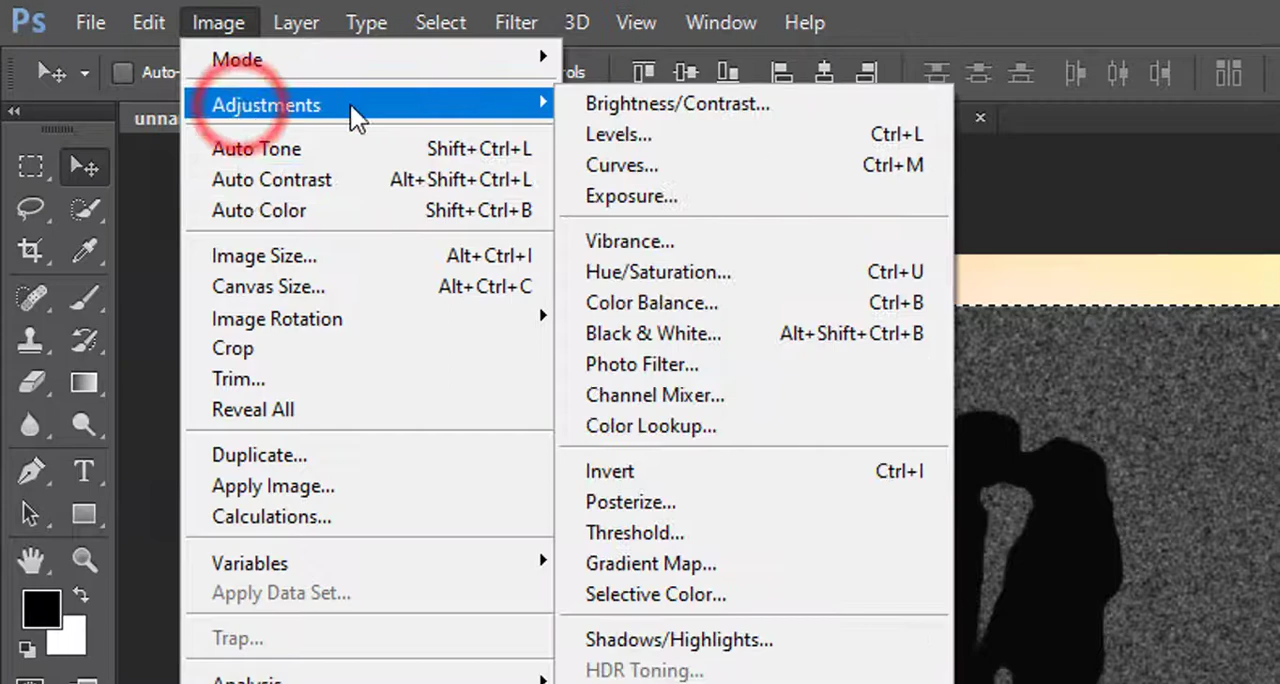 Ps File Edit Image Layer Type Select Filter 3D View Window Help
Auto-
unna
Mode
Adjustments
Auto Tone Shift+Ctrl+L
Auto Contrast Alt+Shift+Ctrl+L
Auto Color Shift+Ctrl+B
Image Size... Alt+Ctrl+I
Canvas Size... Alt+Ctrl+C
Image Rotation
Crop
Trim...
Reveal All
Duplicate...
Apply Image...
Calculations...
Variables
Apply Data Set...
Trap...
Analysis
Brightness/Contrast...
Levels... Ctrl+L
Curves... Ctrl+M
Exposure...
Vibrance...
Hue/Saturation... Ctrl+U
Color Balance... Ctrl+B
Black & White... Alt+Shift+Ctrl+B
Photo Filter...
Channel Mixer...
Color Lookup...
Invert Ctrl+I
Posterize...
Threshold...
Gradient Map...
Selective Color...
Shadows/Highlights...
HDR Toning...